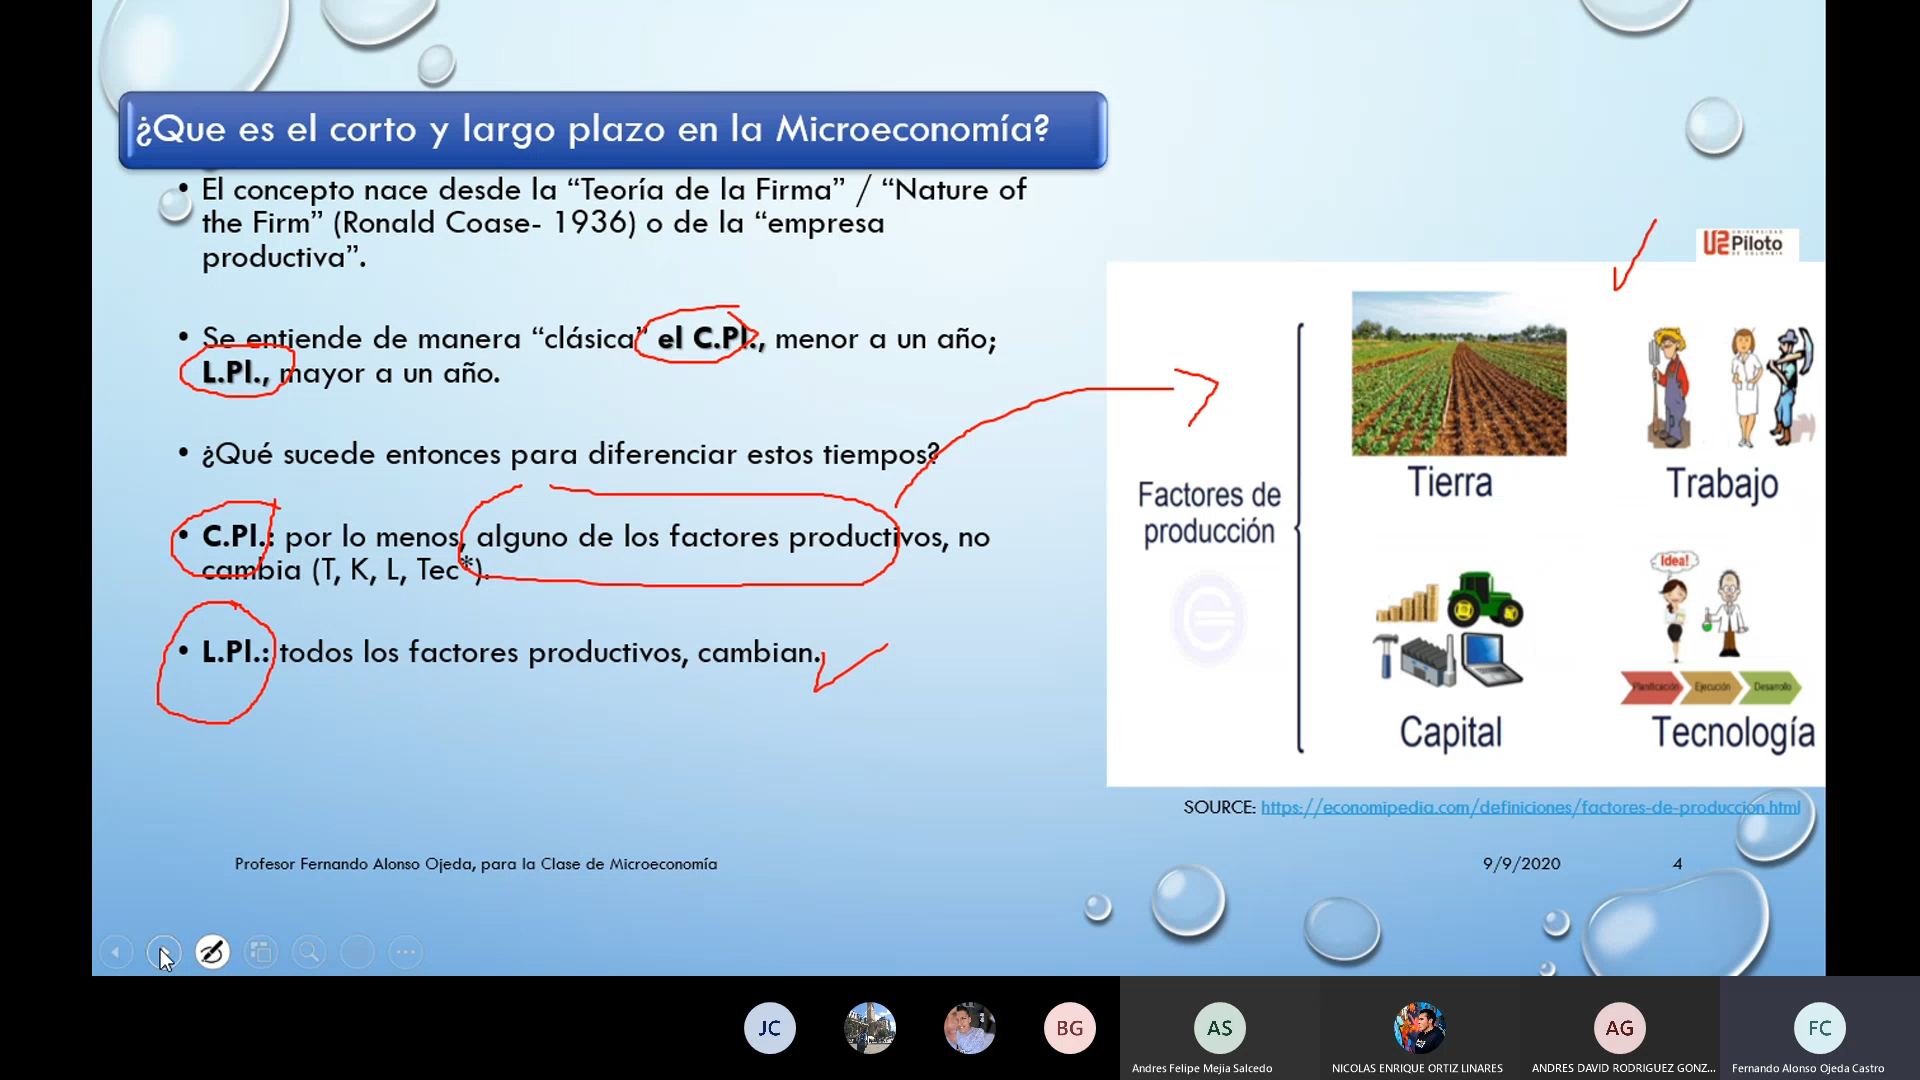 ¿Que es el corto y largo plazo en la Microeconomía?
• El concepto nace desde la “Teoría de la Firma” / “Nature of
the Firm” (Ronald Coase- 1936) o de la “empresa
productiva”.
• Se entiende de manera “clásica” el C.Pl., menor a un año;
L.Pl., mayor a un año.
• ¿Qué sucede entonces para diferenciar estos tiempos?
• C.Pl.: por lo menos, alguno de los factores productivos, no
cambia (T, K, L, Tec*).
• L.Pl.: todos los factores productivos, cambian.
UNIVERSIDAD
Piloto
DE COLOMBIA
Factores de
producción
Tierra
Trabajo
Capital
Idea!
Planificación
Ejecución
Desarrollo
Tecnología
SOURCE: https://economipedia.com/definiciones/factores-de-produccion.html
Profesor Fernando Alonso Ojeda, para la Clase de Microeconomía
9/9/2020
4
JC
BG
AS
AG
FC
Andres Felipe Mejia Salcedo
NICOLAS ENRIQUE ORTIZ LINARES
ANDRES DAVID RODRIGUEZ GONZ...
Fernando Alonso Ojeda Castro